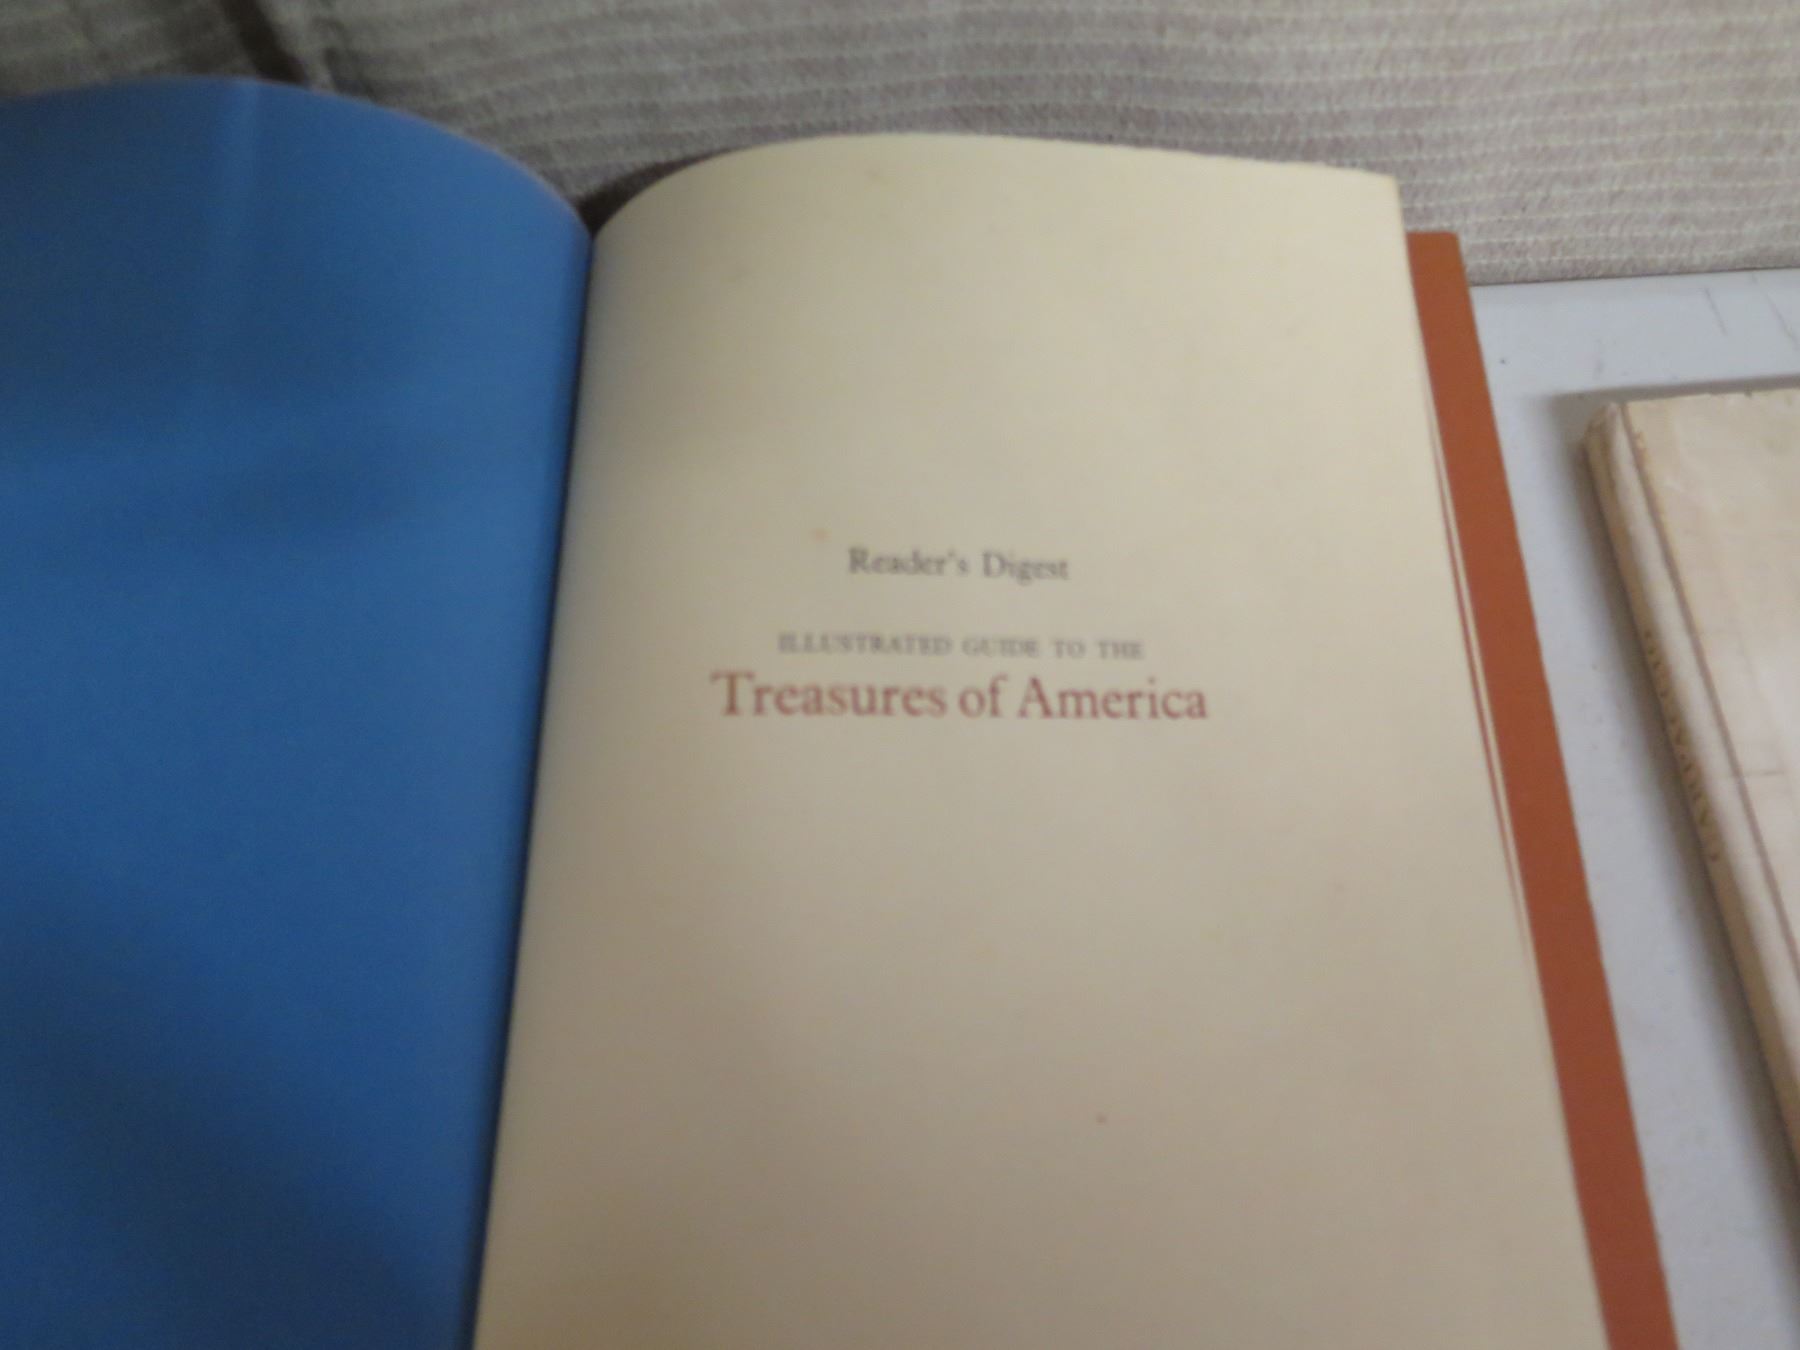 Reader's Digest
ILLUSTRATED GUIDE TO THE
Treasures of America